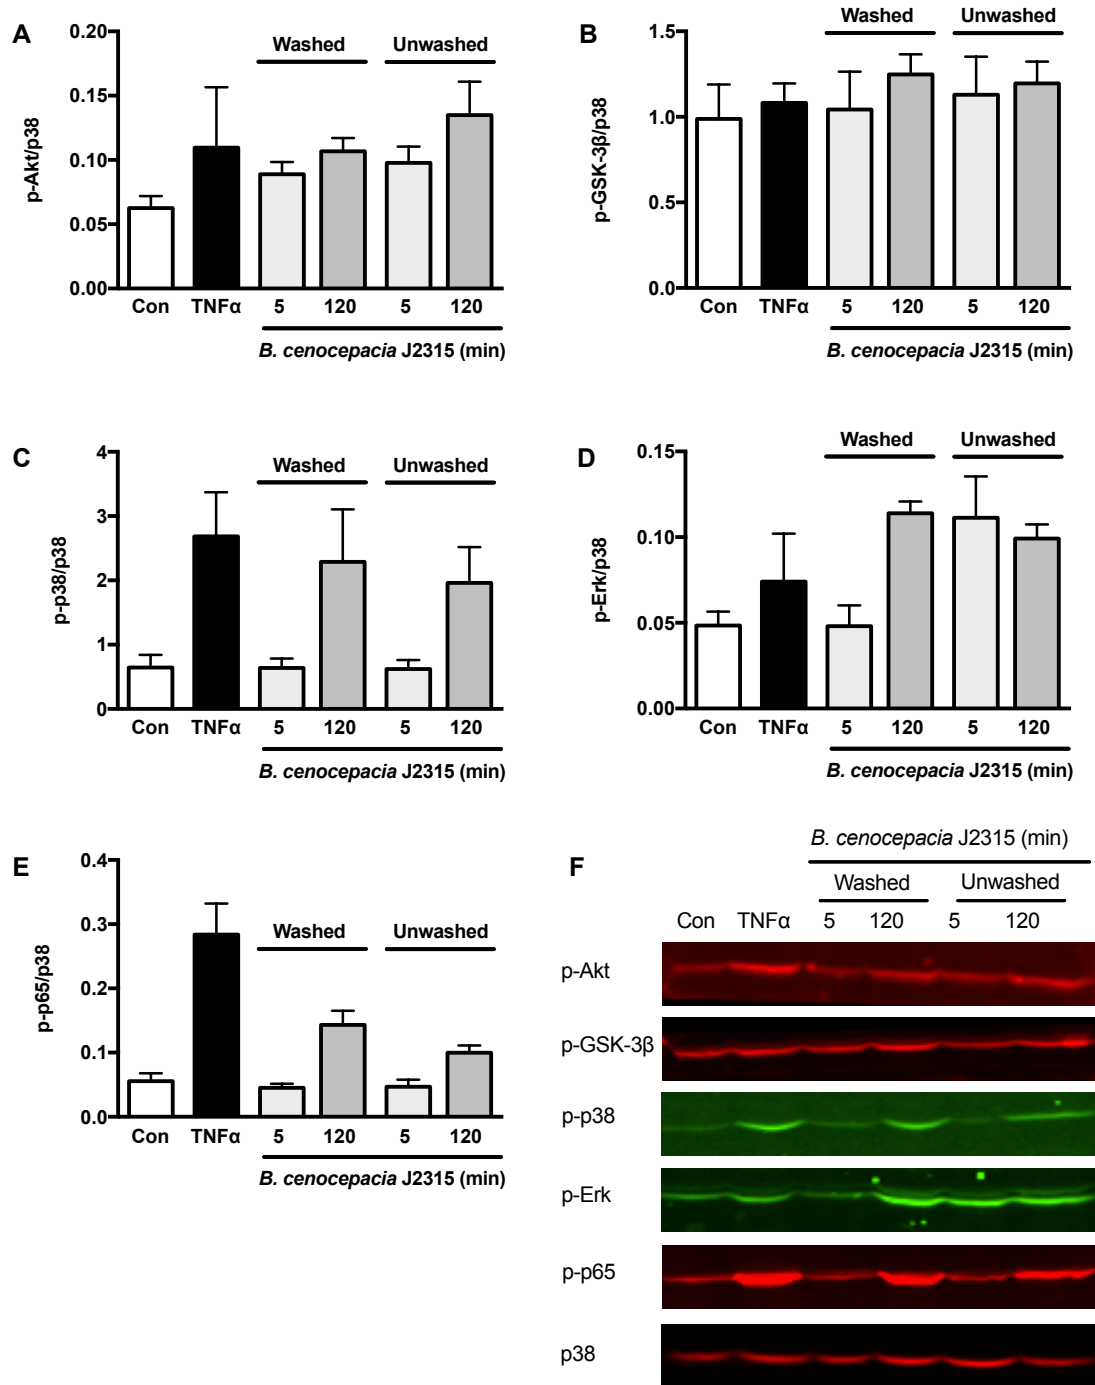 A
p-Akt/p38
0.20
0.15
0.10
0.05
0.00
Washed
Unwashed
Con TNFα 5 120 5 120
B. cenocepacia J2315 (min)
B
p-GSK-3β/p38
1.5
1.0
0.5
0.0
Washed
Unwashed
Con TNFα 5 120 5 120
B. cenocepacia J2315 (min)
C
p-p38/p38
4
3
2
1
0
Washed
Unwashed
Con TNFα 5 120 5 120
B. cenocepacia J2315 (min)
D
p-Erk/p38
0.15
0.10
0.05
0.00
Washed
Unwashed
Con TNFα 5 120 5 120
B. cenocepacia J2315 (min)
E
p-p65/p38
0.4
0.3
0.2
0.1
0.0
Washed
Unwashed
Con TNFα 5 120 5 120
B. cenocepacia J2315 (min)
F
B. cenocepacia J2315 (min)
Washed Unwashed
Con TNFα 5 120 5 120
p-Akt
p-GSK-3β
p-p38
p-Erk
p-p65
p38